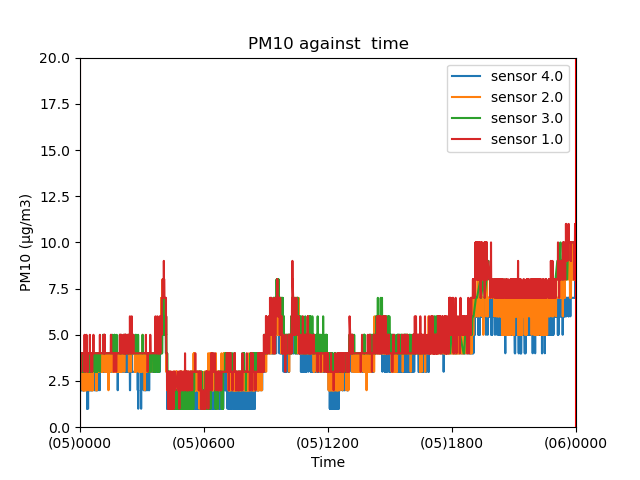 PM10 against  time
20.0
17.5
15.0
12.5
10.0
7.5
5.0
2.5
0.0
PM10 (µg/m3)
sensor 4.0
sensor 2.0
sensor 3.0
sensor 1.0
(05)0000 (05)0600 (05)1200 (05)1800 (06)0000
Time